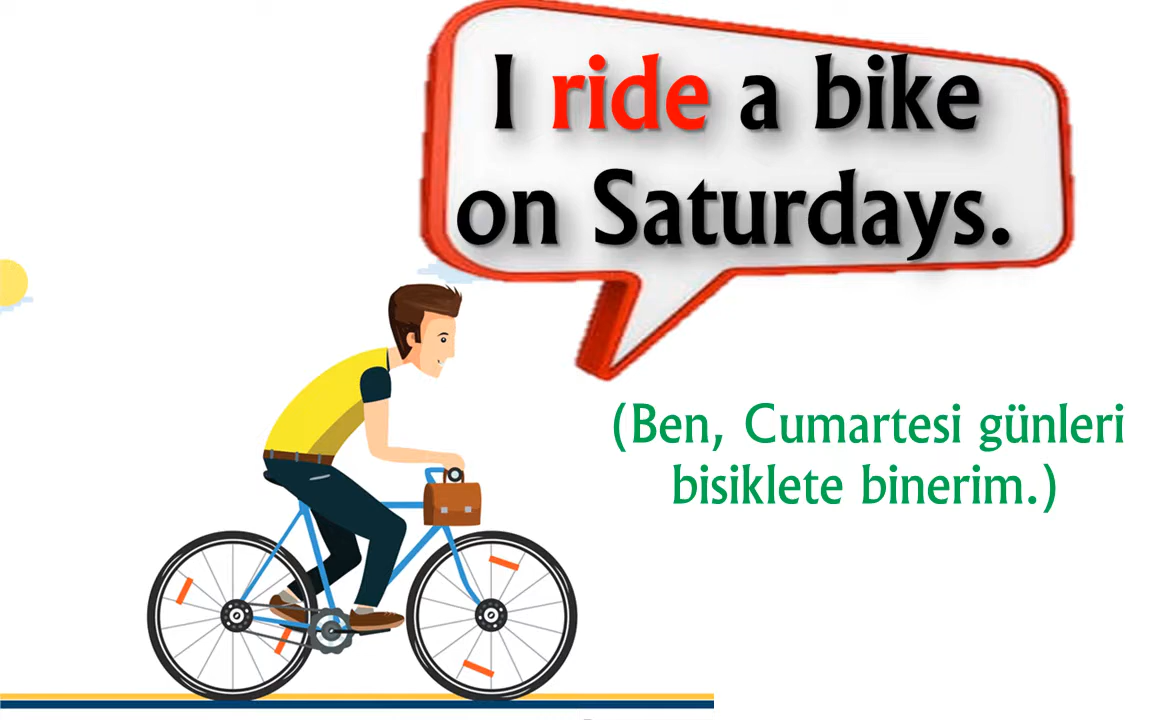 I ride a bike
on Saturdays.
(Ben, Cumartesi günleri
bisiklete binerim.)